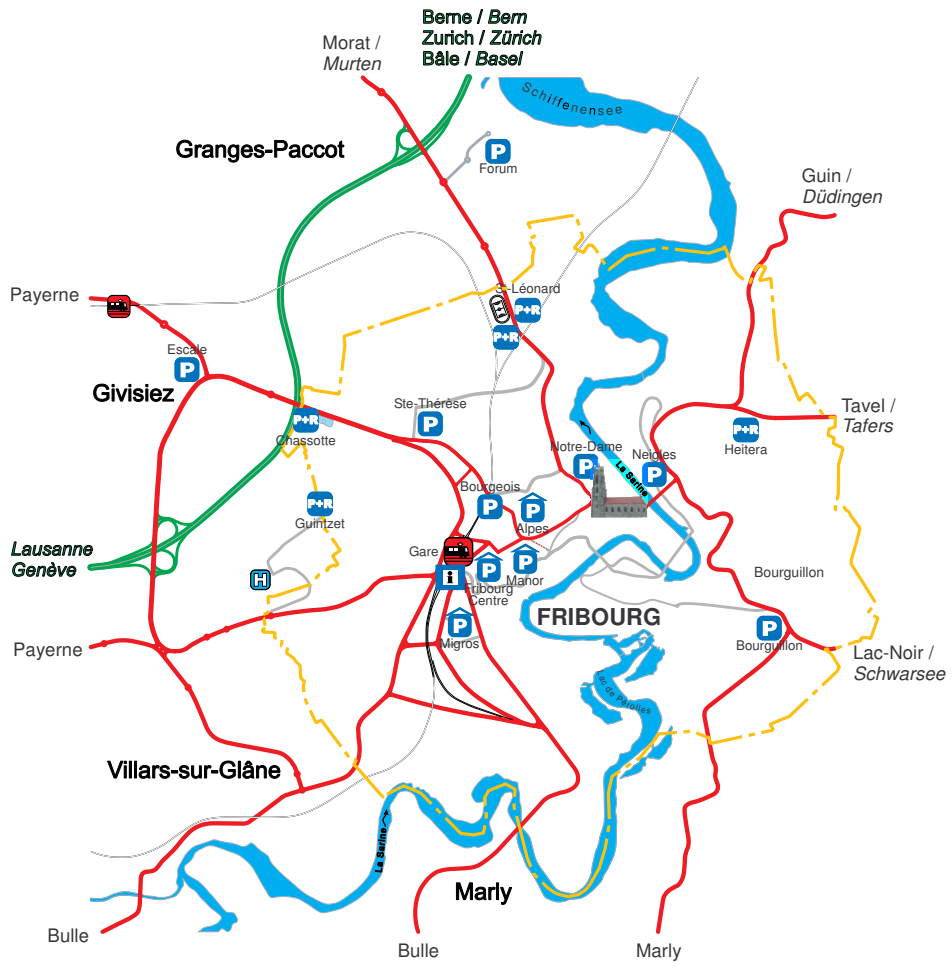 Berne / Bern
Zurich / Zürich
Bâle / Basel
Morat /
Murten
Schiffenensee
Granges-Paccot
P
Forum
Guin /
Düdingen
Payerne
St-Léonard
P+R
P+R
Escale
P
Givisiez
Ste-Thérèse
P
P+R
Chassotte
Tavel /
Tafers
P+R
Heitera
Notre-Dame
P
Neigles
P
La Sarine
Bourgeois
P
P
Alpes
P+R
Guintzet
Lausanne
Genève
Gare
i
P
Fribourg
Centre
P
Manor
H
Bourguillon
FRIBOURG
P
Migros
P
Bourguillon
Payerne
Lac-Noir /
Schwarsee
Lac de Pérolles
Villars-sur-Glâne
La Sarine
Marly
Bulle
Bulle
Marly